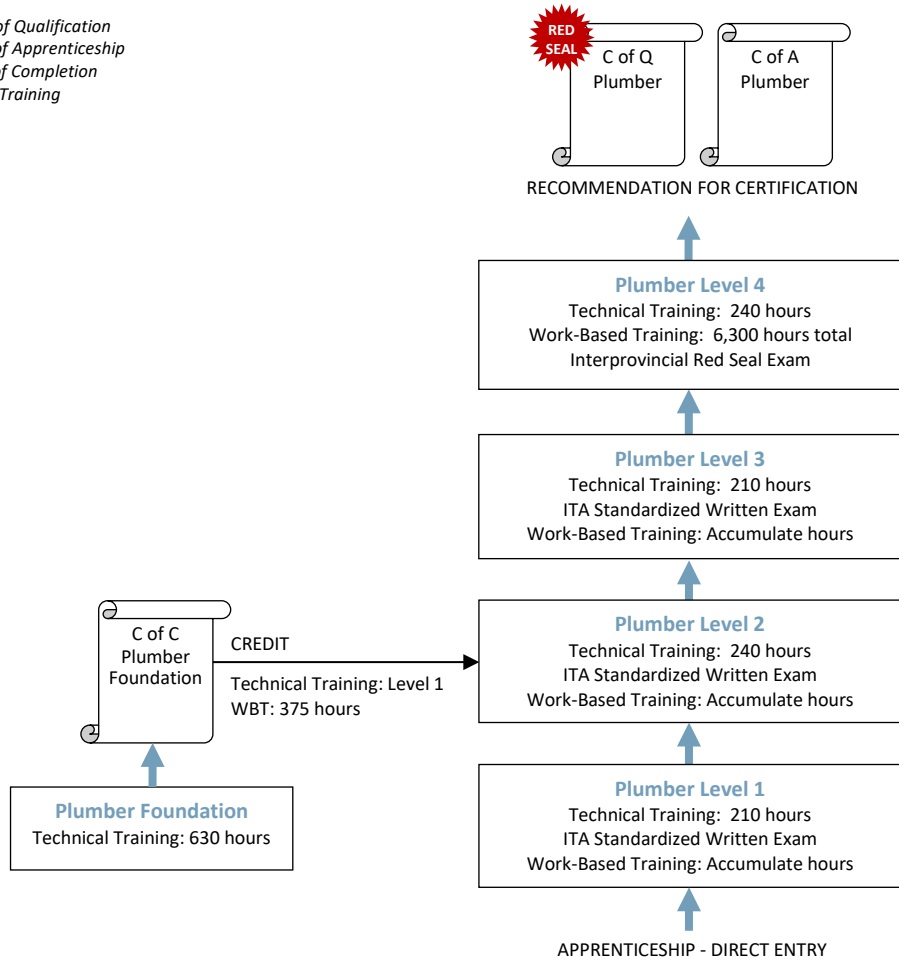 of Qualification
of Apprenticeship
of Completion
Training
RED
SEAL
C of Q
Plumber
C of A
Plumber
RECOMMENDATION FOR CERTIFICATION
Plumber Level 4
Technical Training: 240 hours
Work-Based Training: 6,300 hours total
Interprovincial Red Seal Exam
Plumber Level 3
Technical Training: 210 hours
ITA Standardized Written Exam
Work-Based Training: Accumulate hours
C of C
Plumber
Foundation
CREDIT
Technical Training: Level 1
WBT: 375 hours
Plumber Level 2
Technical Training: 240 hours
ITA Standardized Written Exam
Work-Based Training: Accumulate hours
Plumber Foundation
Technical Training: 630 hours
Plumber Level 1
Technical Training: 210 hours
ITA Standardized Written Exam
Work-Based Training: Accumulate hours
APPRENTICESHIP - DIRECT ENTRY